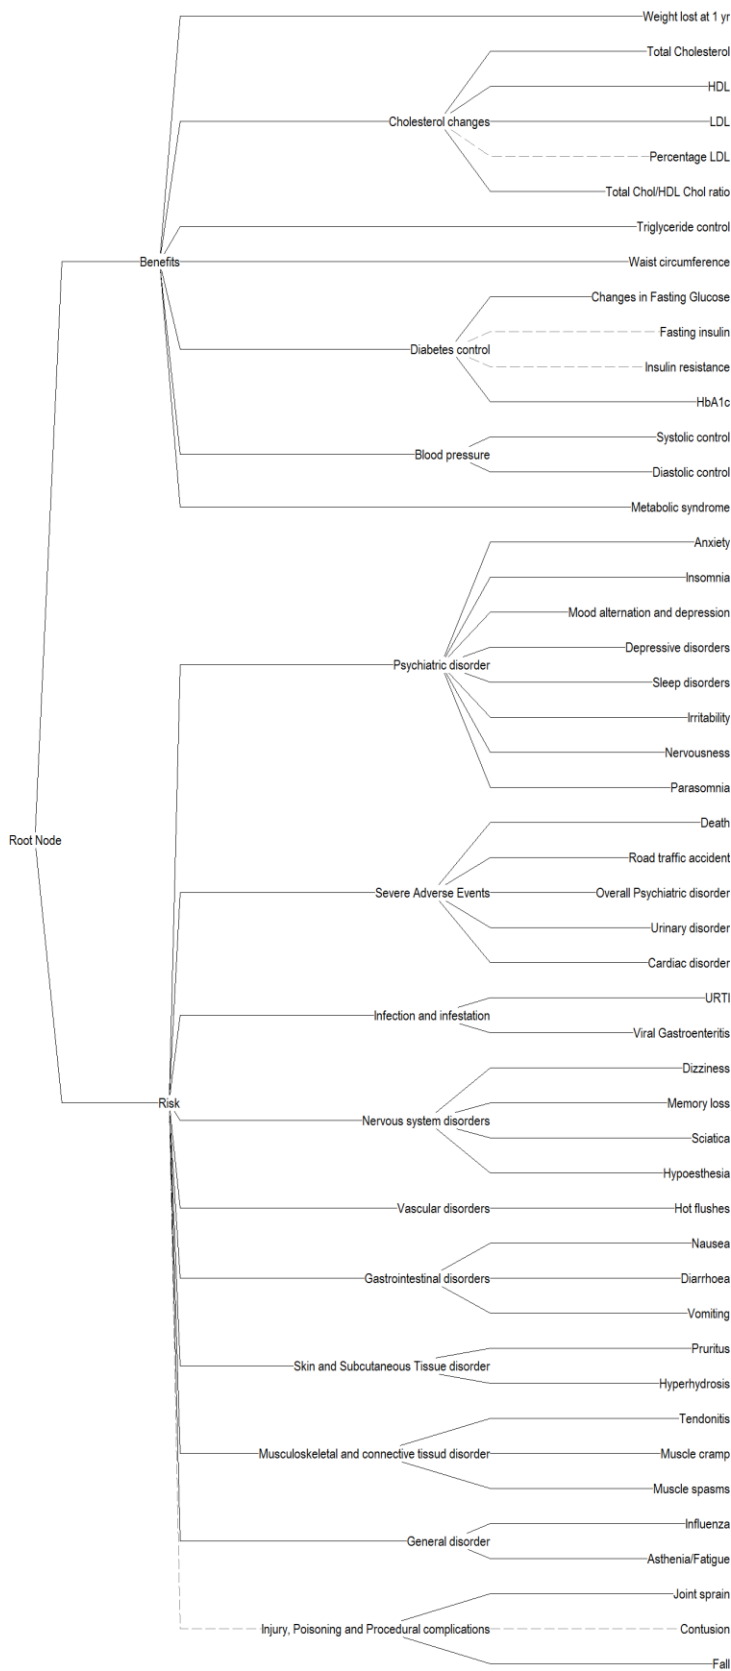 Weight lost at 1 yr
Total Cholesterol
HDL
Cholesterol changes
LDL
Percentage LDL
Total Chol/HDL Chol ratio
Triglyceride control
Benefits
Waist circumference
Changes in Fasting Glucose
Fasting insulin
Diabetes control
Insulin resistance
HbA1c
Systolic control
Blood pressure
Diastolic control
Metabolic syndrome
Anxiety
Insomnia
Mood alternation and depression
Depressive disorders
Psychiatric disorder
Sleep disorders
Irritability
Nervousness
Parasomnia
Death
Root Node
Road traffic accident
Severe Adverse Events
Overall Psychiatric disorder
Urinary disorder
Cardiac disorder
URTI
Infection and infestation
Viral Gastroenteritis
Dizziness
Risk
Memory loss
Nervous system disorders
Sciatica
Hypoesthesia
Vascular disorders
Hot flushes
Nausea
Gastrointestinal disorders
Diarrhoea
Vomiting
Pruritus
Skin and Subcutaneous Tissue disorder
Hyperhydrosis
Tendonitis
Musculoskeletal and connective tissud disorder
Muscle cramp
Muscle spasms
Influenza
General disorder
Asthenia/Fatigue
Joint sprain
Injury, Poisoning and Procedural complications
Contusion
Fall